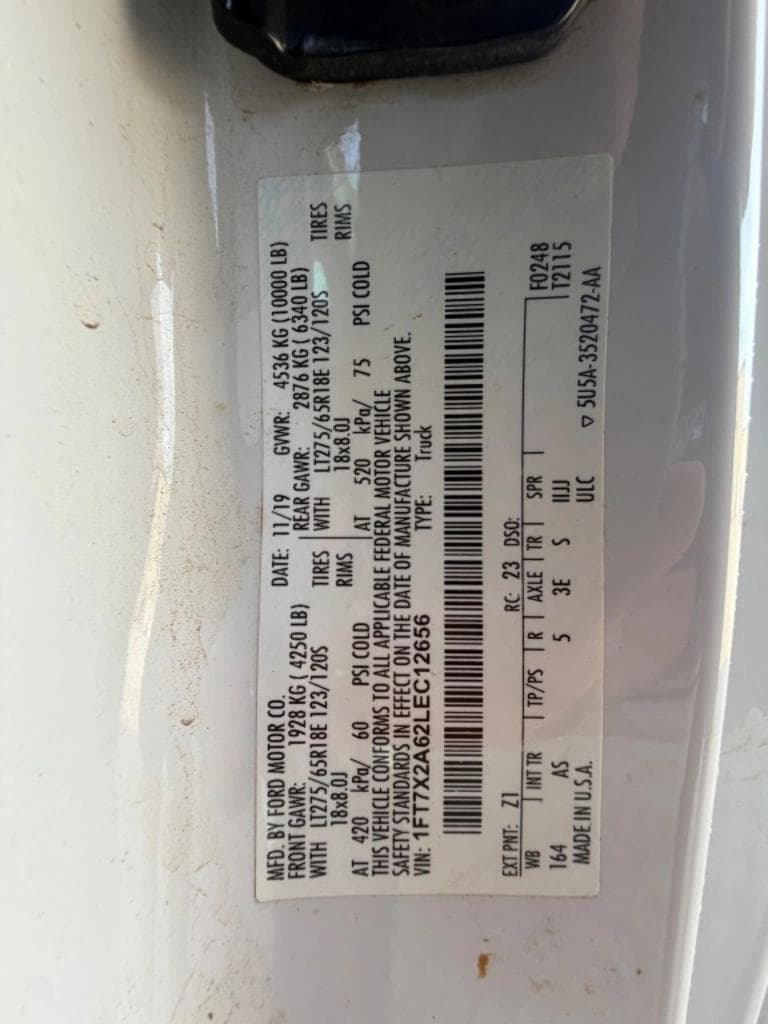 MFD. BY FORD MOTOR CO.
DATE: 11/19 GVWR: 4536 KG (10000 LB)
FRONT GAWR: 1928 KG ( 4250 LB) REAR GAWR: 2876 KG ( 6340 LB)
WITH LT275/65R18E 123/120S TIRES WITH LT275/65R18E 123/120S TIRES
18x8.0J RIMS 18x8.0J RIMS
AT 420 kPa/ 60 PSI COLD AT 520 kPa/ 75 PSI COLD
THIS VEHICLE CONFORMS TO ALL APPLICABLE FEDERAL MOTOR VEHICLE
SAFETY STANDARDS IN EFFECT ON THE DATE OF MANUFACTURE SHOWN ABOVE.
VIN: 1FT7X2A62LEC12656 TYPE: Truck
EXT PNT: Z1 RC: 23 DSO:
WB INT TR TP/PS R AXLE TR SPR F0248
164 AS 5 3E S IIJJ T2115
MADE IN U.S.A. ULC
▽ 5U5A-3520472-AA